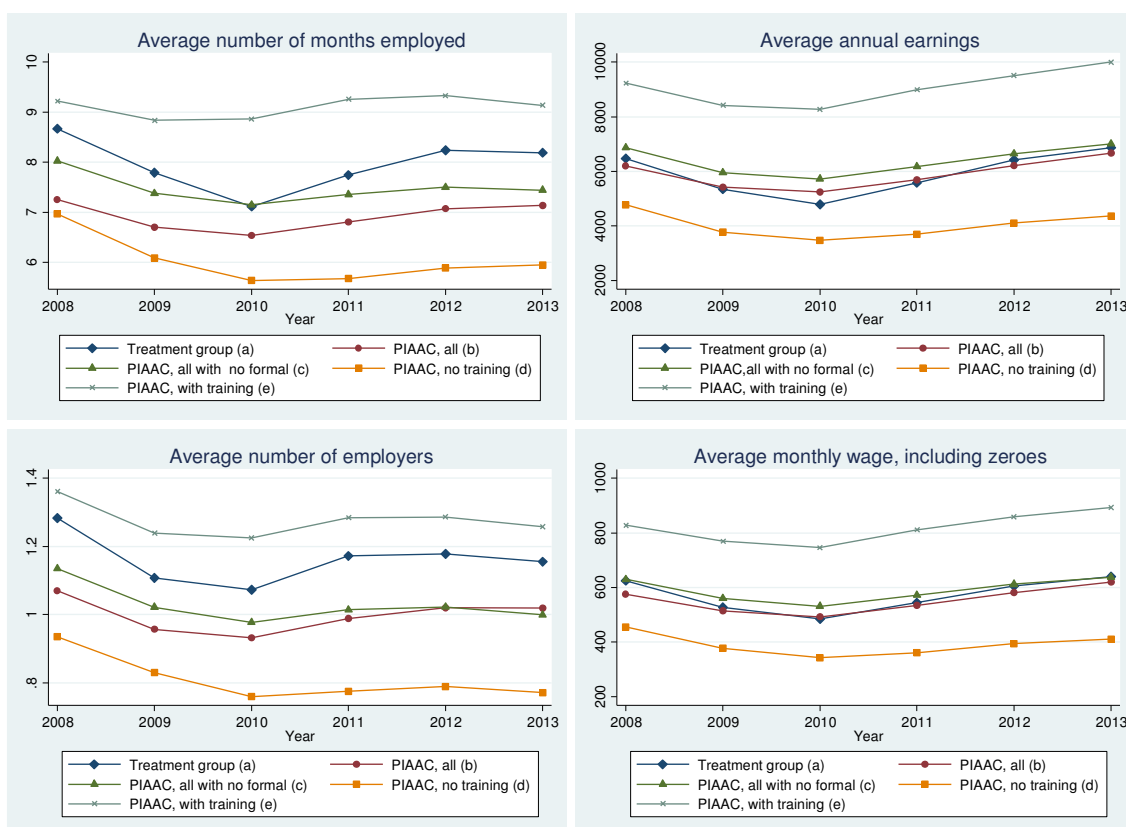 Average number of months employed
10
9
8
7
6
2008 2009 2010 2011 2012 2013
Year
Treatment group (a) PIAAC, all (b)
PIAAC, all with no formal (c) PIAAC, no training (d)
PIAAC, with training (e)
Average annual earnings
10000
8000
6000
4000
2000
2008 2009 2010 2011 2012 2013
Year
Treatment group (a) PIAAC, all (b)
PIAAC,all with no formal (c) PIAAC, no training (d)
PIAAC, with training (e)
Average number of employers
1.4
1.2
1
.8
2008 2009 2010 2011 2012 2013
Year
Treatment group (a) PIAAC, all (b)
PIAAC, all with no formal (c) PIAAC, no training (d)
PIAAC, with training (e)
Average monthly wage, including zeroes
1000
800
600
400
200
2008 2009 2010 2011 2012 2013
Year
Treatment group (a) PIAAC, all (b)
PIAAC, all with no formal (c) PIAAC, no training (d)
PIAAC, with training (e)